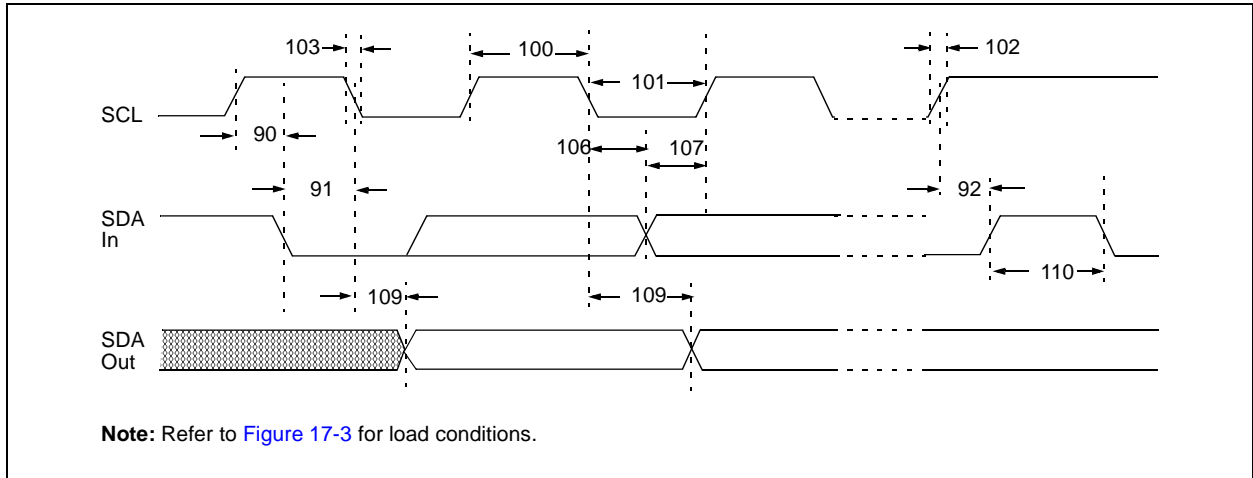 103
100
102
101
SCL
90
106
107
91
92
SDA
In
110
109
109
SDA
Out
Note: Refer to Figure 17-3 for load conditions.